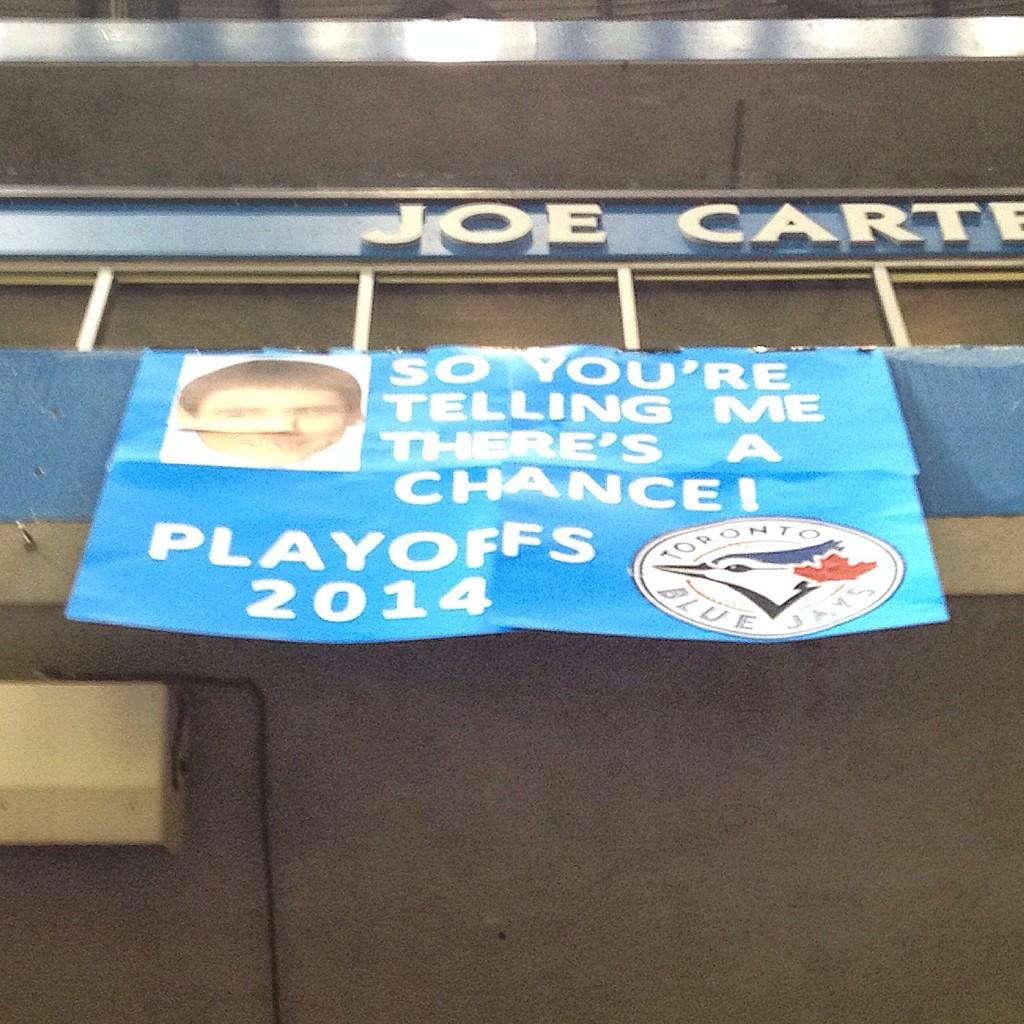 JOE CARTE
SO YOU'RE
TELLING ME
THERE'S A
CHANCE!
PLAYOFFS
2014
TORONTO
BLUE JAYS